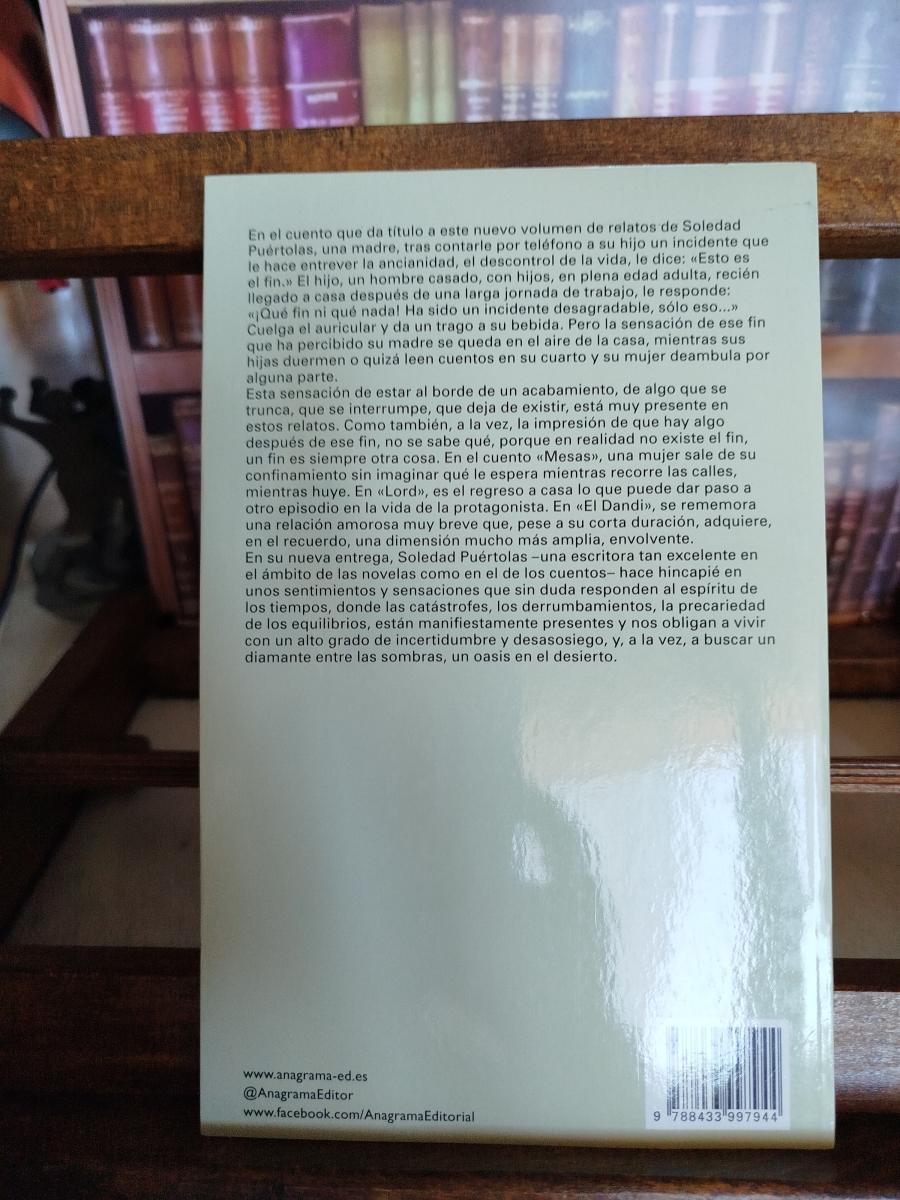 En el cuento que da título a este nuevo volumen de relatos de Soledad
Puértolas, una madre, tras contarle por teléfono a su hijo un incidente que
le hace entrever la ancianidad, el descontrol de la vida, le dice: «Esto es
el fin.» El hijo, un hombre casado, con hijos, en plena edad adulta, recién
llegado a casa después de una larga jornada de trabajo, le responde:
«¡Qué fin ni qué nada! Ha sido un incidente desagradable, sólo eso...»
Cuelga el auricular y da un trago a su bebida. Pero la sensación de ese fin
que ha percibido su madre se queda en el aire de la casa, mientras sus
hijas duermen o quizá leen cuentos en su cuarto y su mujer deambula por
alguna parte.
Esta sensación de estar al borde de un acabamiento, de algo que se
trunca, que se interrumpe, que deja de existir, está muy presente en
estos relatos. Como también, a la vez, la impresión de que hay algo
después de ese fin, no se sabe qué, porque en realidad no existe el fin,
un fin es siempre otra cosa. En el cuento «Mesas», una mujer sale de su
confinamiento sin imaginar qué le espera mientras recorre las calles,
mientras huye. En «Lord», es el regreso a casa lo que puede dar paso a
otro episodio en la vida de la protagonista. En «El Dandi», se rememora
una relación amorosa muy breve que, pese a su corta duración, adquiere,
en el recuerdo, una dimensión mucho más amplia, envolvente.
En su nueva entrega, Soledad Puértolas –una escritora tan excelente en
el ámbito de las novelas como en el de los cuentos– hace hincapié en
unos sentimientos y sensaciones que sin duda responden al espíritu de
los tiempos, donde las catástrofes, los derrumbamientos, la precariedad
de los equilibrios, están manifiestamente presentes y nos obligan a vivir
con un alto grado de incertidumbre y desasosiego, y, a la vez, a buscar un
diamante entre las sombras, un oasis en el desierto.
www.anagrama-ed.es
@AnagramaEditor
www.facebook.com/AnagramaEditorial
9 788433 997944